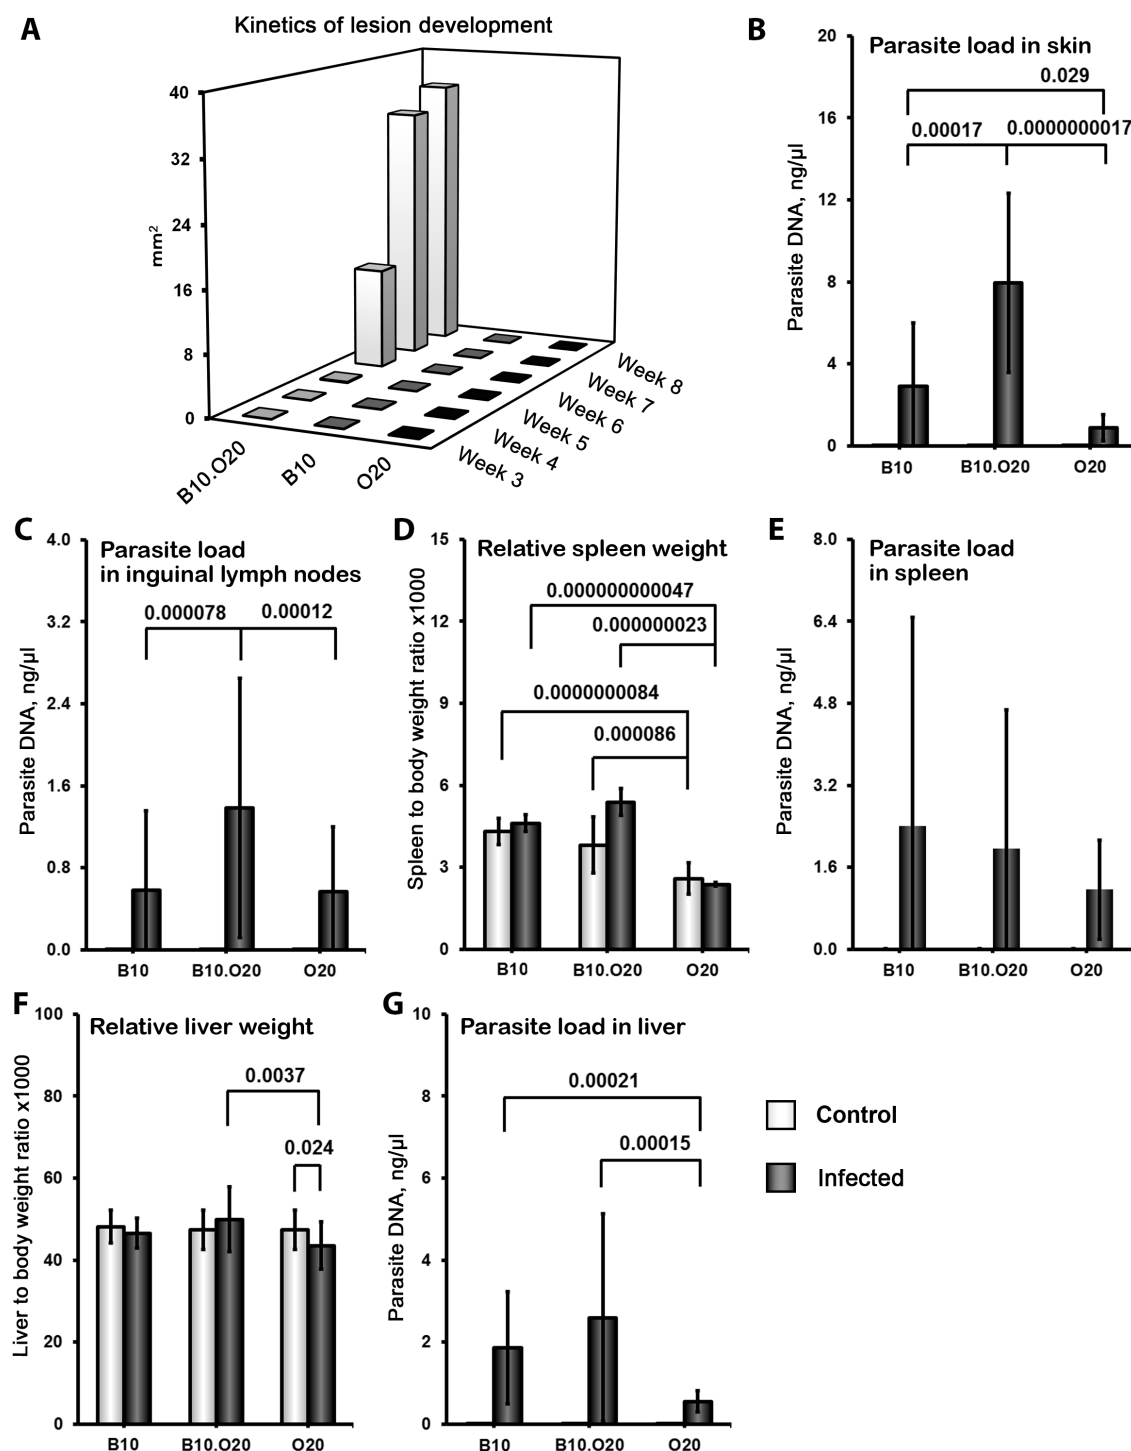 A
Kinetics of lesion development
40
32
24
16
8
0
mm²
B10.O20
B10
O20
Week 3
Week 4
Week 5
Week 6
Week 7
Week 8
B
Parasite load in skin
Parasite DNA, ng/µl
20
16
12
8
4
0
0.029
0.00017
0.0000000017
B10
B10.O20
O20
C
Parasite load
in inguinal lymph nodes
Parasite DNA, ng/µl
4.0
3.2
2.4
1.6
0.8
0.0
0.000078
0.00012
B10
B10.O20
O20
D
Relative spleen weight
Spleen to body weight ratio x1000
15
12
9
6
3
0
0.000000000047
0.000000023
0.0000000084
0.000086
B10
B10.O20
O20
E
Parasite load
in spleen
Parasite DNA, ng/µl
8.0
6.4
4.8
3.2
1.6
0.0
B10
B10.O20
O20
F
Relative liver weight
Liver to body weight ratio x1000
100
80
60
40
20
0
0.0037
0.024
B10
B10.O20
O20
G
Parasite load in liver
Parasite DNA, ng/µl
10
8
6
4
2
0
0.00021
0.00015
B10
B10.O20
O20
Control
Infected